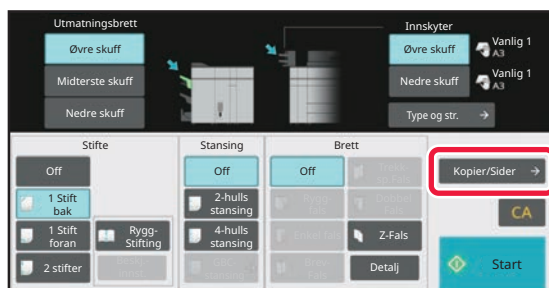 Utmatningsbrett
Innskyter
Øvre skuff
Midterste skuff
Nedre skuff
Øvre skuff
Vanlig 1
A3
Nedre skuff
Vanlig 1
A3
Type og str.
Stifte
Off
1 Stift
bak
1 Stift
foran
2 stifter
Rygg-
Stifting
Stansing
Off
2-hulls
stansing
4-hulls
stansing
Brett
Off
Z-Fals
Detalj
Kopier/Sider
CA
Start